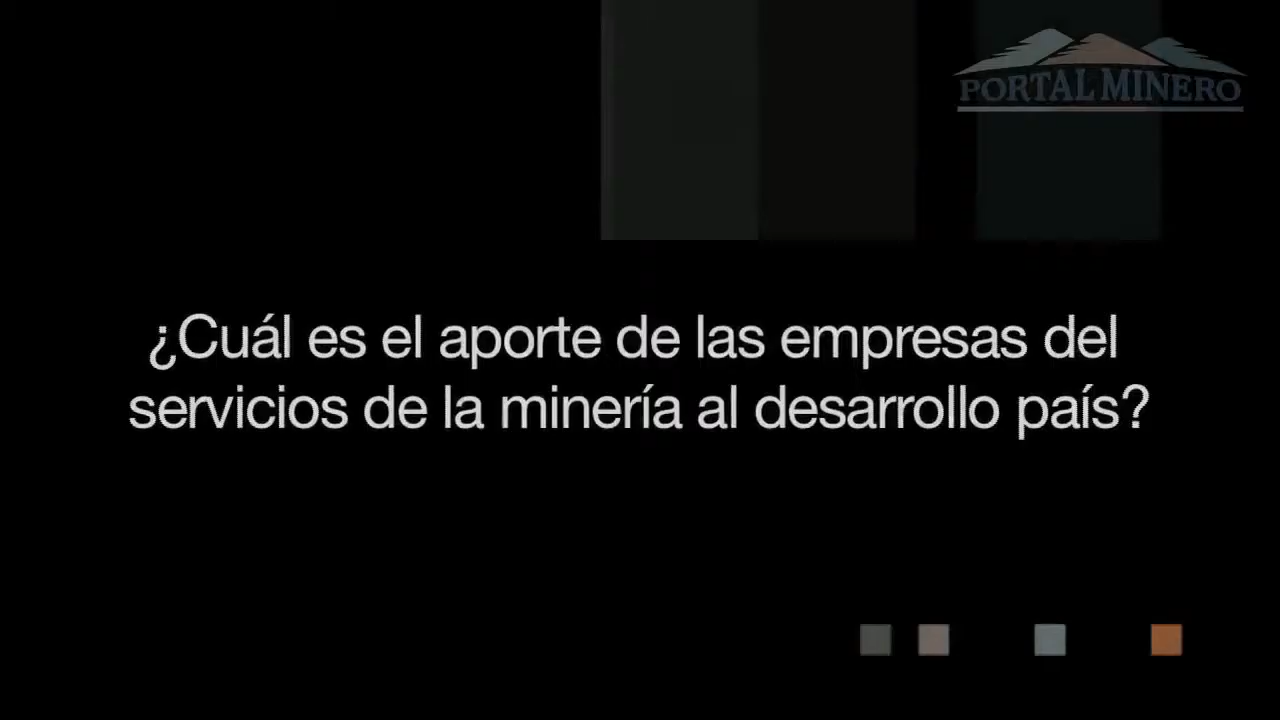 PORTAL MINERO
¿Cuál es el aporte de las empresas del
servicios de la minería al desarrollo país?